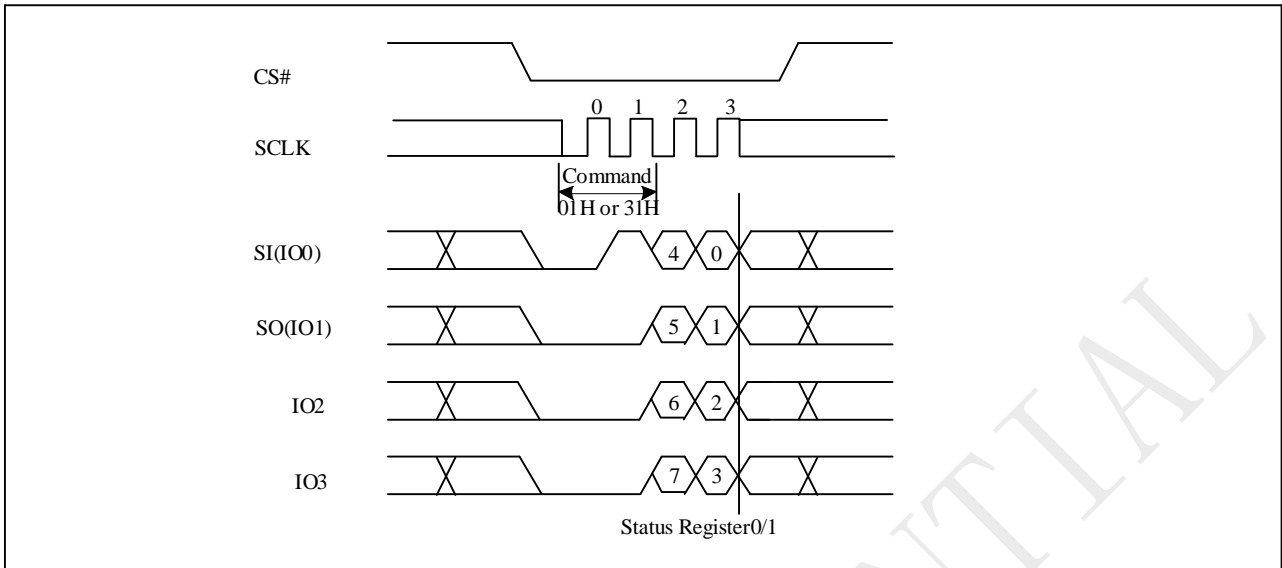 CS#
0 1 2 3
SCLK
Command
01H or 31H
SI(IO0)
4 0
SO(IO1)
5 1
IO2
6 2
IO3
7 3
Status Register0/1
NTIAL